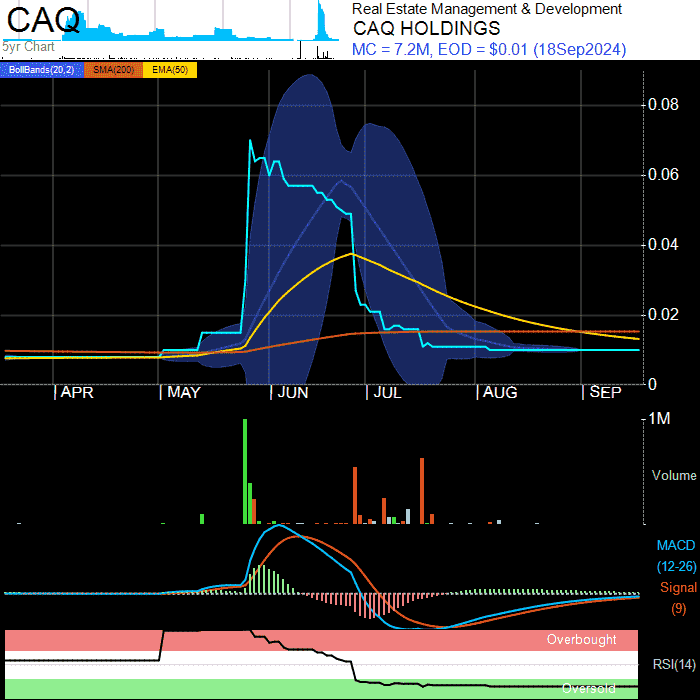 CAQ
5yr Chart
Real Estate Management & Development
CAQ HOLDINGS
MC = 7.2M, EOD = $0.01 (18Sep2024)
BollBands(20,2) SMA(200) EMA(50)
0.08
0.06
0.04
0.02
0
| APR | MAY | JUN | JUL | AUG | SEP
1M
Volume
MACD
(12-26)
Signal
(9)
Overbought
RSI(14)
Oversold